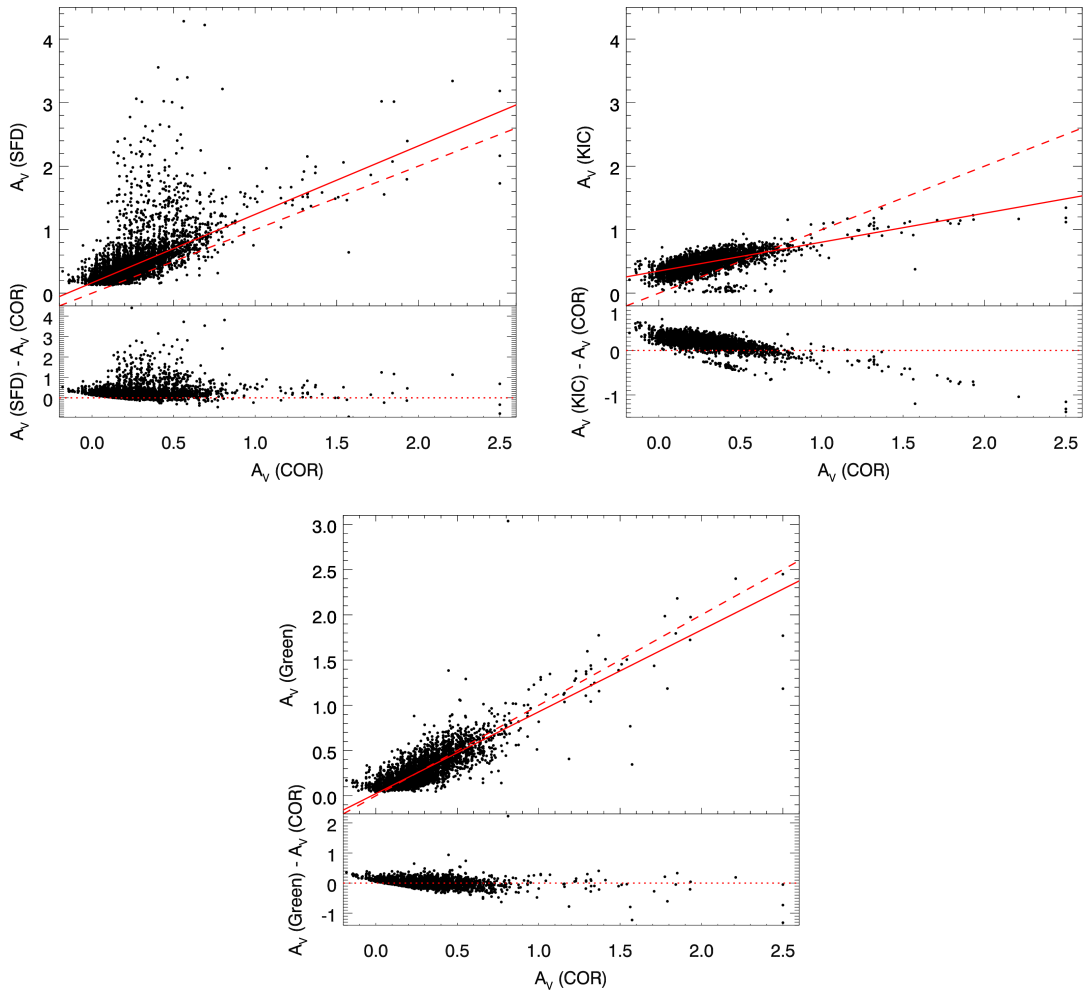 4
3
2
1
0
A_V (SFD)
4
3
2
1
0
A_V (SFD) - A_V (COR)
0.0 0.5 1.0 1.5 2.0 2.5
A_V (COR)
4
3
2
1
0
A_V (KIC)
1
0
-1
A_V (KIC) - A_V (COR)
0.0 0.5 1.0 1.5 2.0 2.5
A_V (COR)
3.0
2.5
2.0
1.5
1.0
0.5
0.0
A_V (Green)
2
1
0
-1
A_V (Green) - A_V (COR)
0.0 0.5 1.0 1.5 2.0 2.5
A_V (COR)